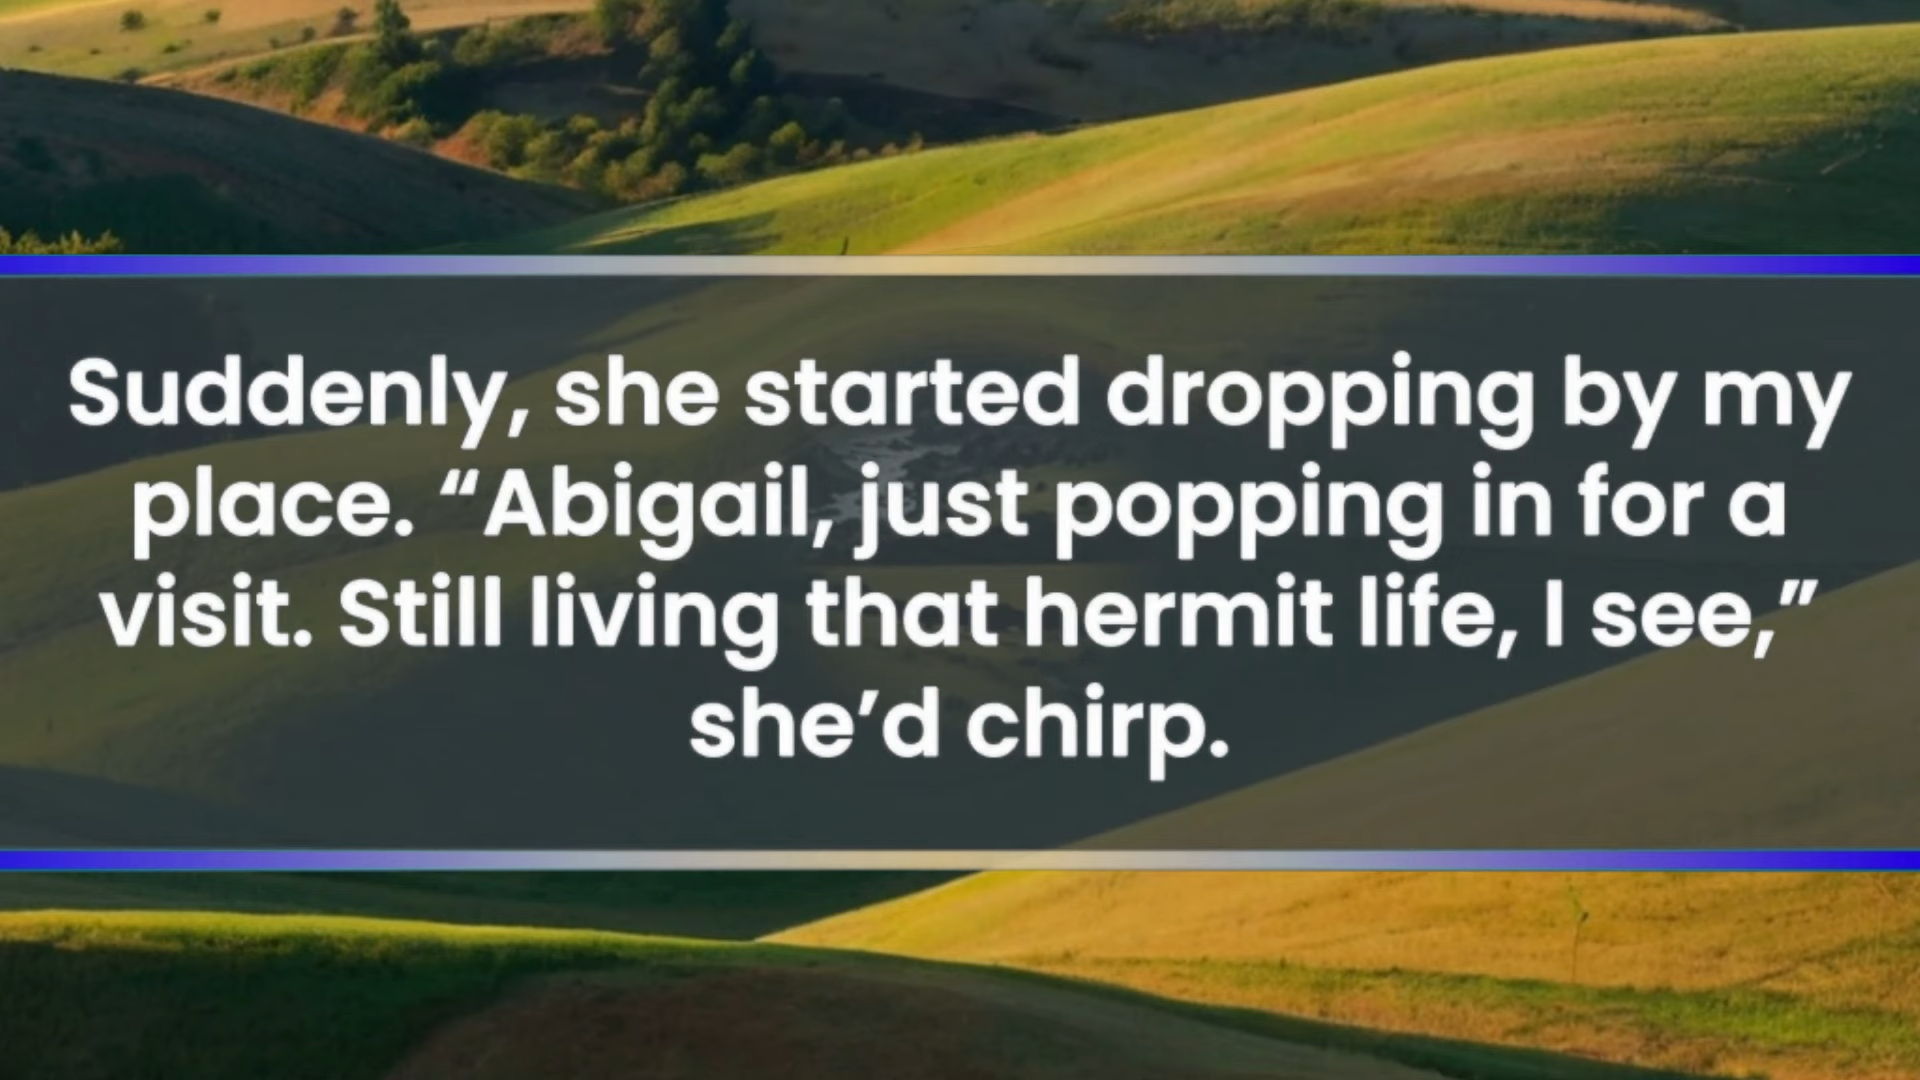 Suddenly, she started dropping by my
place. “Abigail, just popping in for a
visit. Still living that hermit life, I see,”
she’d chirp.